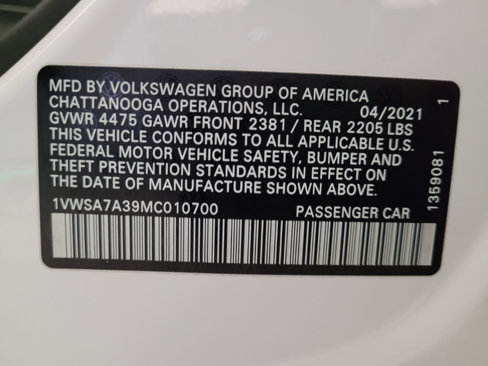 MFD BY VOLKSWAGEN GROUP OF AMERICA
CHATTANOOGA OPERATIONS, LLC. 04/2021
GVWR 4475 GAWR FRONT 2381 / REAR 2205 LBS
THIS VEHICLE CONFORMS TO ALL APPLICABLE U.S.
FEDERAL MOTOR VEHICLE SAFETY, BUMPER AND
THEFT PREVENTION STANDARDS IN EFFECT ON
THE DATE OF MANUFACTURE SHOWN ABOVE.
1VWSA7A39MC010700 PASSENGER CAR
1359081 1